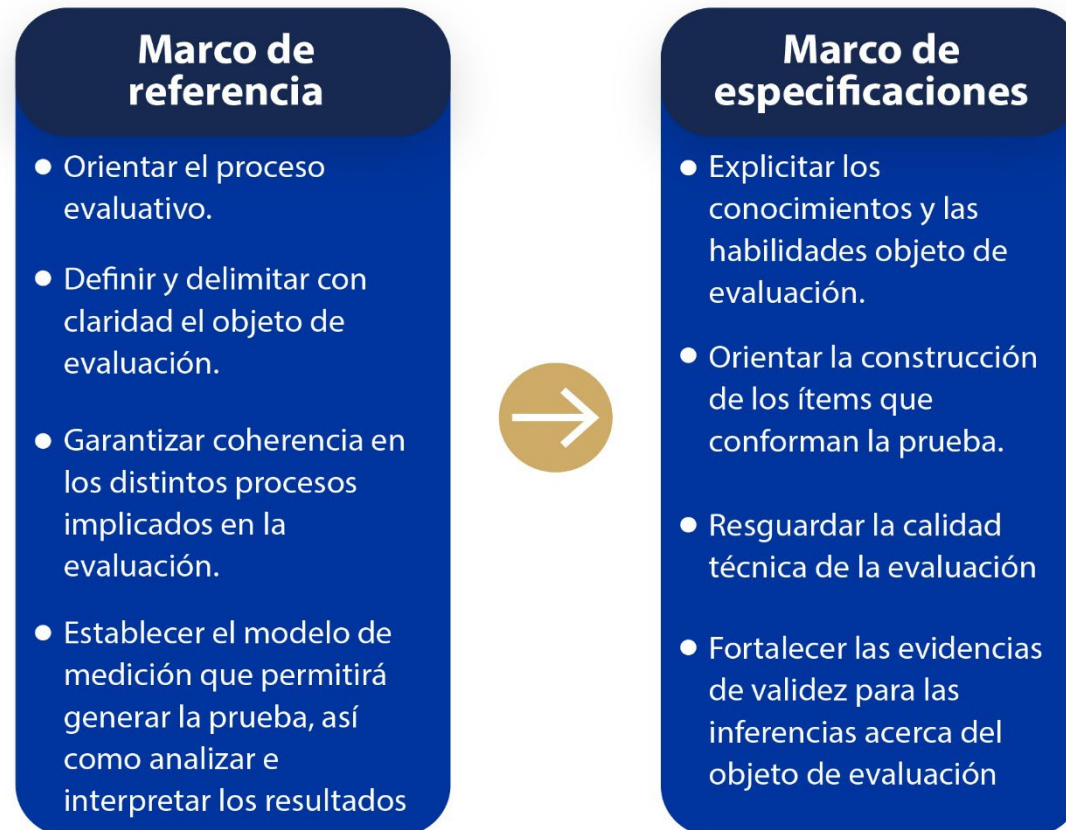 Marco de
referencia
● Orientar el proceso
evaluativo.
● Definir y delimitar con
claridad el objeto de
evaluación.
● Garantizar coherencia en
los distintos procesos
implicados en la
evaluación.
● Establecer el modelo de
medición que permitirá
generar la prueba, así
como analizar e
interpretar los resultados
Marco de
especificaciones
● Explicitar los
conocimientos y las
habilidades objeto de
evaluación.
● Orientar la construcción
de los ítems que
conforman la prueba.
● Resguardar la calidad
técnica de la evaluación
● Fortalecer las evidencias
de validez para las
inferencias acerca del
objeto de evaluación